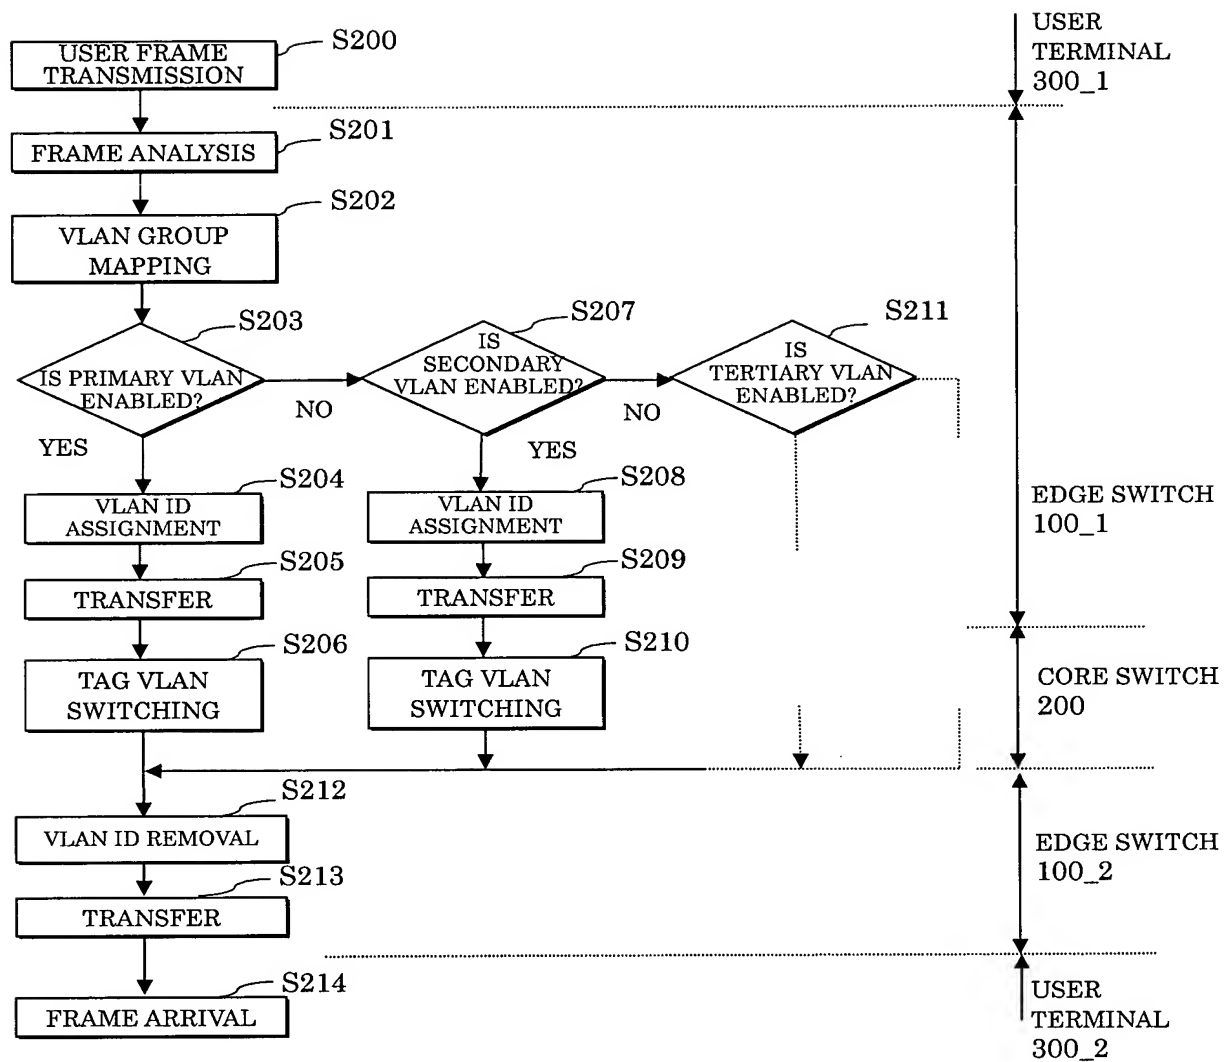 S200
USER FRAME
TRANSMISSION
USER
TERMINAL
300_1
S201
FRAME ANALYSIS
S202
VLAN GROUP
MAPPING
S203
IS PRIMARY VLAN
ENABLED?
NO
YES
S207
IS
SECONDARY
VLAN ENABLED?
NO
YES
S211
IS
TERTIARY VLAN
ENABLED?
S204
VLAN ID
ASSIGNMENT
S208
VLAN ID
ASSIGNMENT
EDGE SWITCH
100_1
S205
TRANSFER
S209
TRANSFER
S206
TAG VLAN
SWITCHING
S210
TAG VLAN
SWITCHING
CORE SWITCH
200
S212
VLAN ID REMOVAL
EDGE SWITCH
100_2
S213
TRANSFER
S214
FRAME ARRIVAL
USER
TERMINAL
300_2